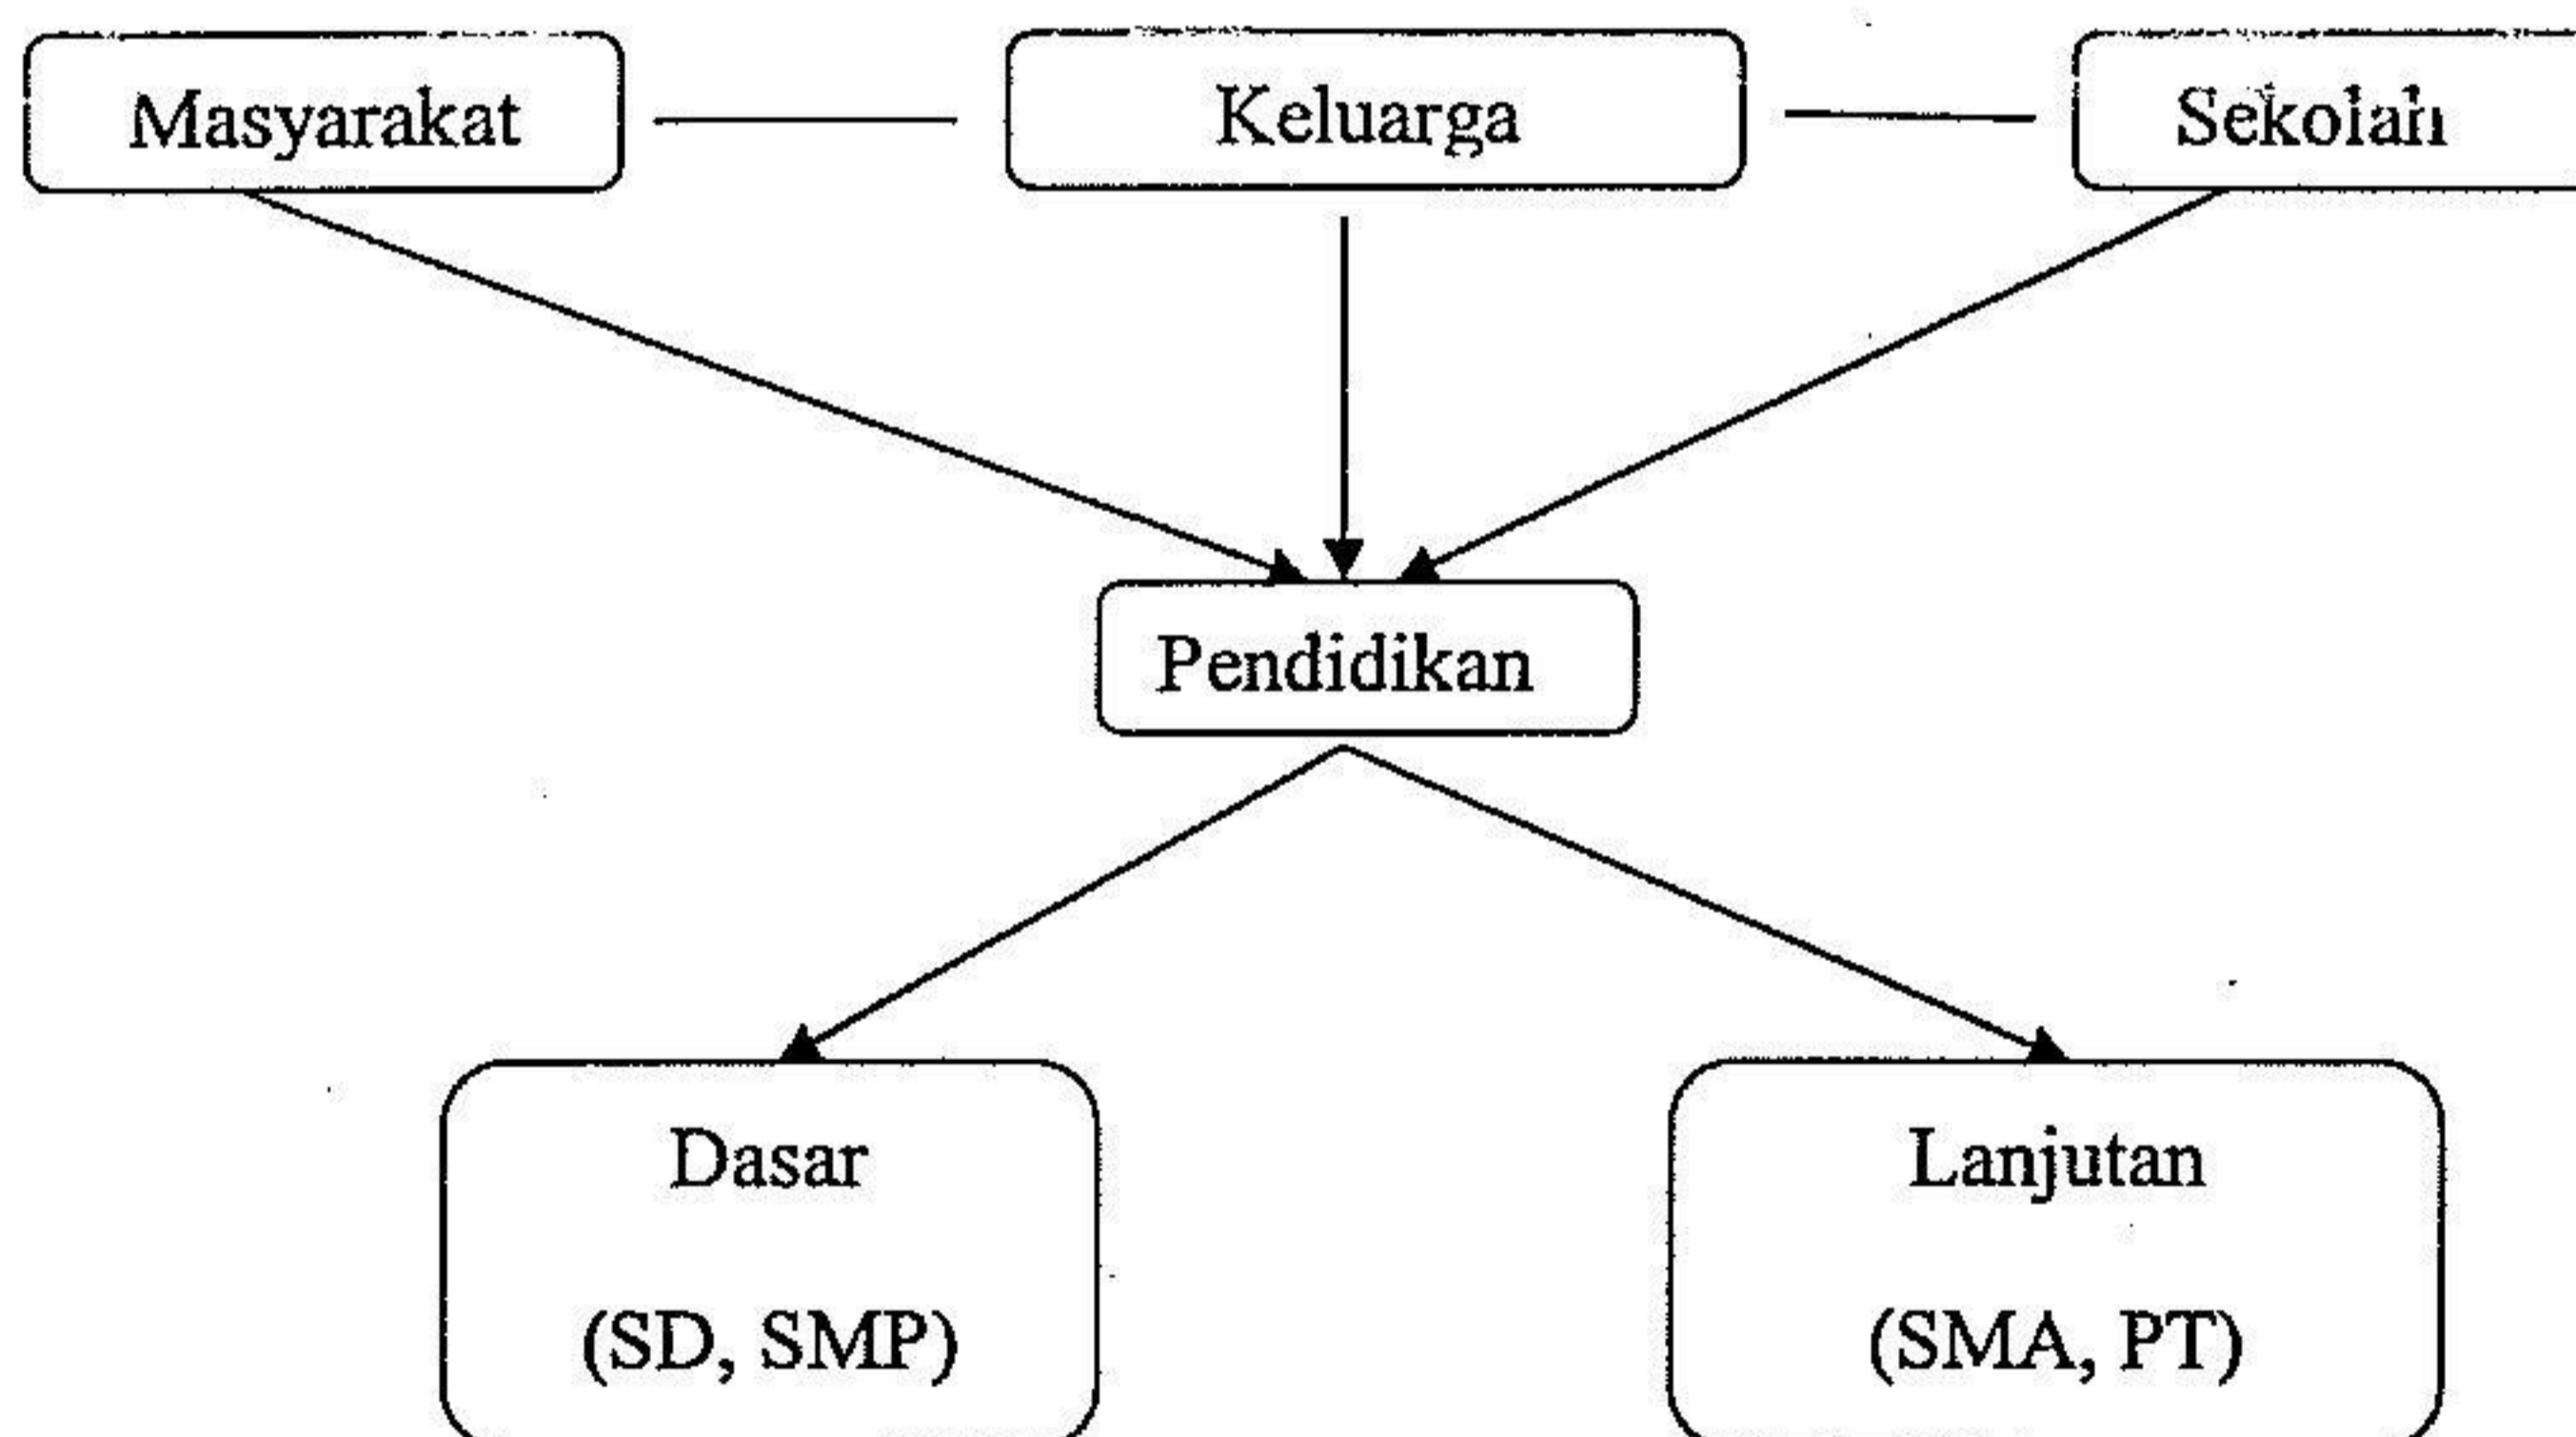 Masyarakat
Keluarga
Sekolah
Pendidikan
Dasar
(SD, SMP)
Lanjutan
(SMA, PT)